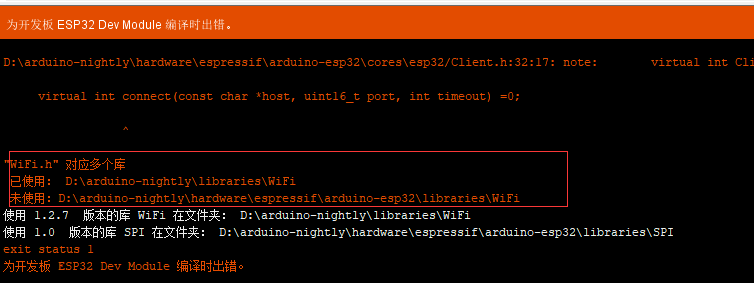 为开发板 ESP32 Dev Module 编译时出错。
D:\arduino-nightly\hardware\espressif\arduino-esp32\cores\esp32/Client.h:32:17: note: virtual int Cli
virtual int connect(const char *host, uint16_t port, int timeout) =0;
^
"WiFi.h" 对应多个库
已使用: D:\arduino-nightly\libraries\WiFi
未使用:D:\arduino-nightly\hardware\espressif\arduino-esp32\libraries\WiFi
使用 1.2.7 版本的库 WiFi 在文件夹: D:\arduino-nightly\libraries\WiFi
使用 1.0 版本的库 SPI 在文件夹: D:\arduino-nightly\hardware\espressif\arduino-esp32\libraries\SPI
exit status 1
为开发板 ESP32 Dev Module 编译时出错。